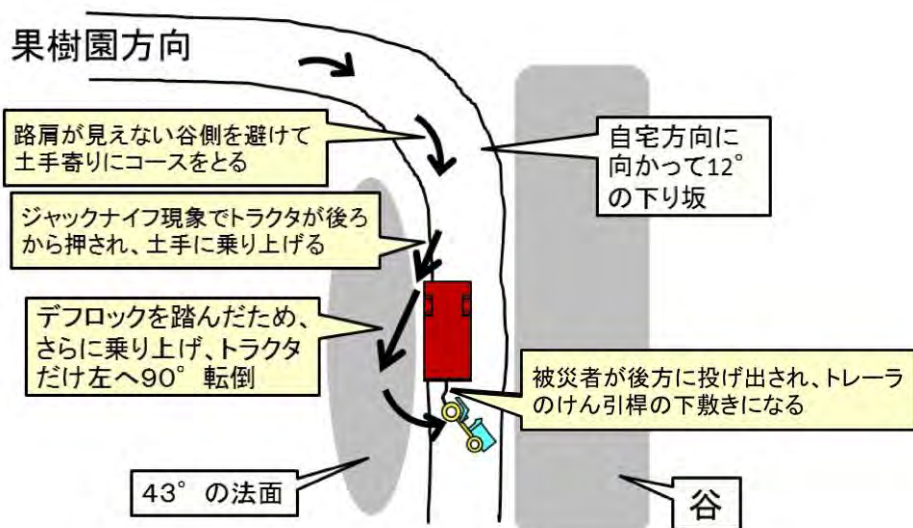 果樹園方向
路肩が見えない谷側を避けて
土手寄りにコースをとる
自宅方向に
向かって12°
の下り坂
ジャックナイフ現象でトラクタが後ろ
から押され、土手に乗り上げる
デフロックを踏んだため、
さらに乗り上げ、トラクタ
だけ左へ90°転倒
被災者が後方に投げ出され、トレーラ
のけん引桿の下敷きになる
43°の法面
谷